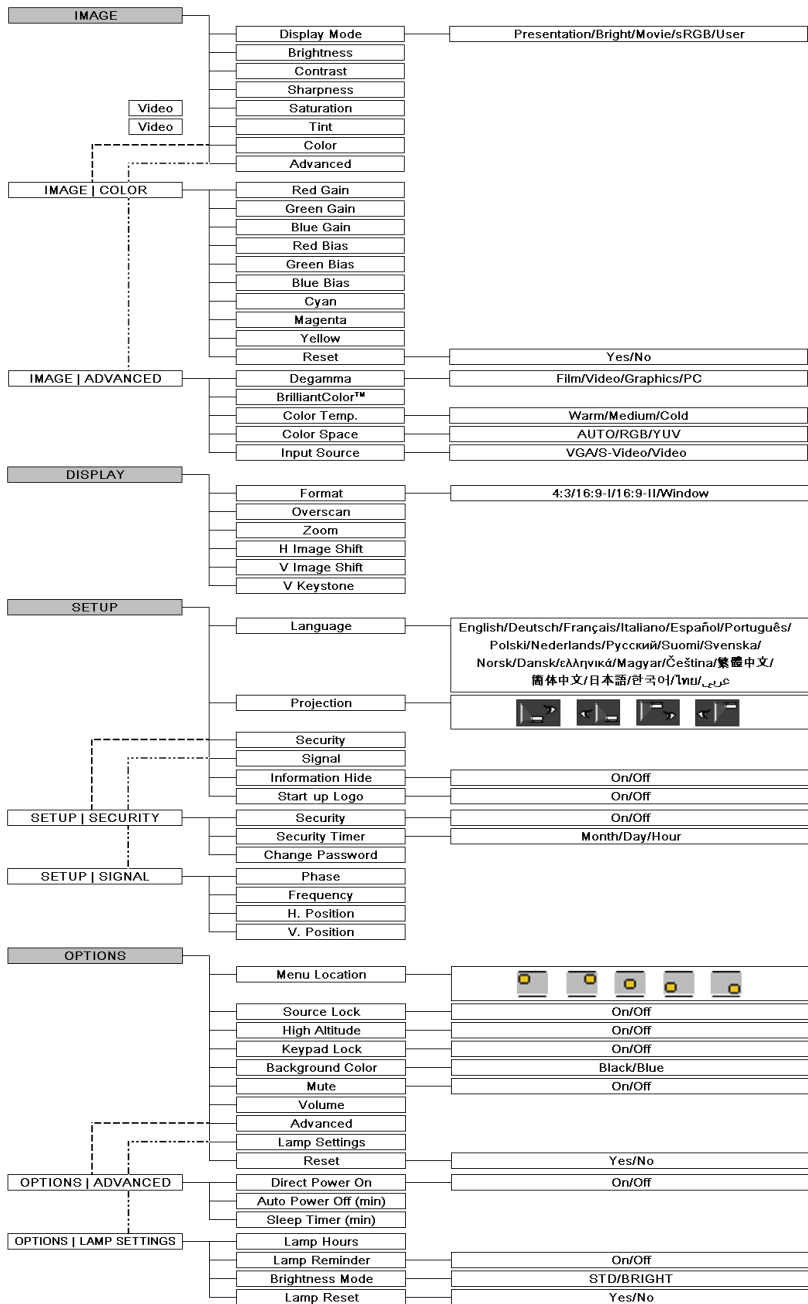 IMAGE
Display Mode Presentation/Bright/Movie/sRGB/User
Brightness
Contrast
Sharpness
Video Saturation
Video Tint
Color
Advanced
IMAGE | COLOR Red Gain
Green Gain
Blue Gain
Red Bias
Green Bias
Blue Bias
Cyan
Magenta
Yellow
Reset Yes/No
IMAGE | ADVANCED Degamma Film/Video/Graphics/PC
BrilliantColor™
Color Temp. Warm/Medium/Cold
Color Space AUTO/RGB/YUV
Input Source VGA/S-Video/Video
DISPLAY
Format 4:3/16:9-I/16:9-II/Window
Overscan
Zoom
H Image Shift
V Image Shift
V Keystone
SETUP
Language English/Deutsch/Français/Italiano/Español/Português/
Polski/Nederlands/Русский/Suomi/Svenska/
Norsk/Dansk/ελληνικά/Magyar/Čeština/繁體中文/
简体中文/日本語/한국어/ไทย/عربي
Projection
Security
Signal
Information Hide On/Off
Start up Logo On/Off
SETUP | SECURITY Security On/Off
Security Timer Month/Day/Hour
Change Password
SETUP | SIGNAL Phase
Frequency
H. Position
V. Position
OPTIONS
Menu Location
Source Lock On/Off
High Altitude On/Off
Keypad Lock On/Off
Background Color Black/Blue
Mute On/Off
Volume
Advanced
Lamp Settings
Reset Yes/No
OPTIONS | ADVANCED Direct Power On On/Off
Auto Power Off (min)
Sleep Timer (min)
OPTIONS | LAMP SETTINGS Lamp Hours
Lamp Reminder On/Off
Brightness Mode STD/BRIGHT
Lamp Reset Yes/No